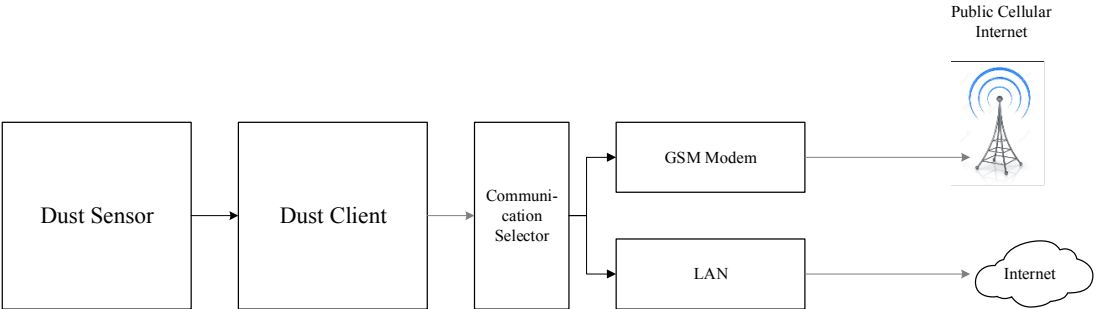 Public Cellular
Internet
Dust Sensor
Dust Client
Communi-
cation
Selector
GSM Modem
LAN
Internet